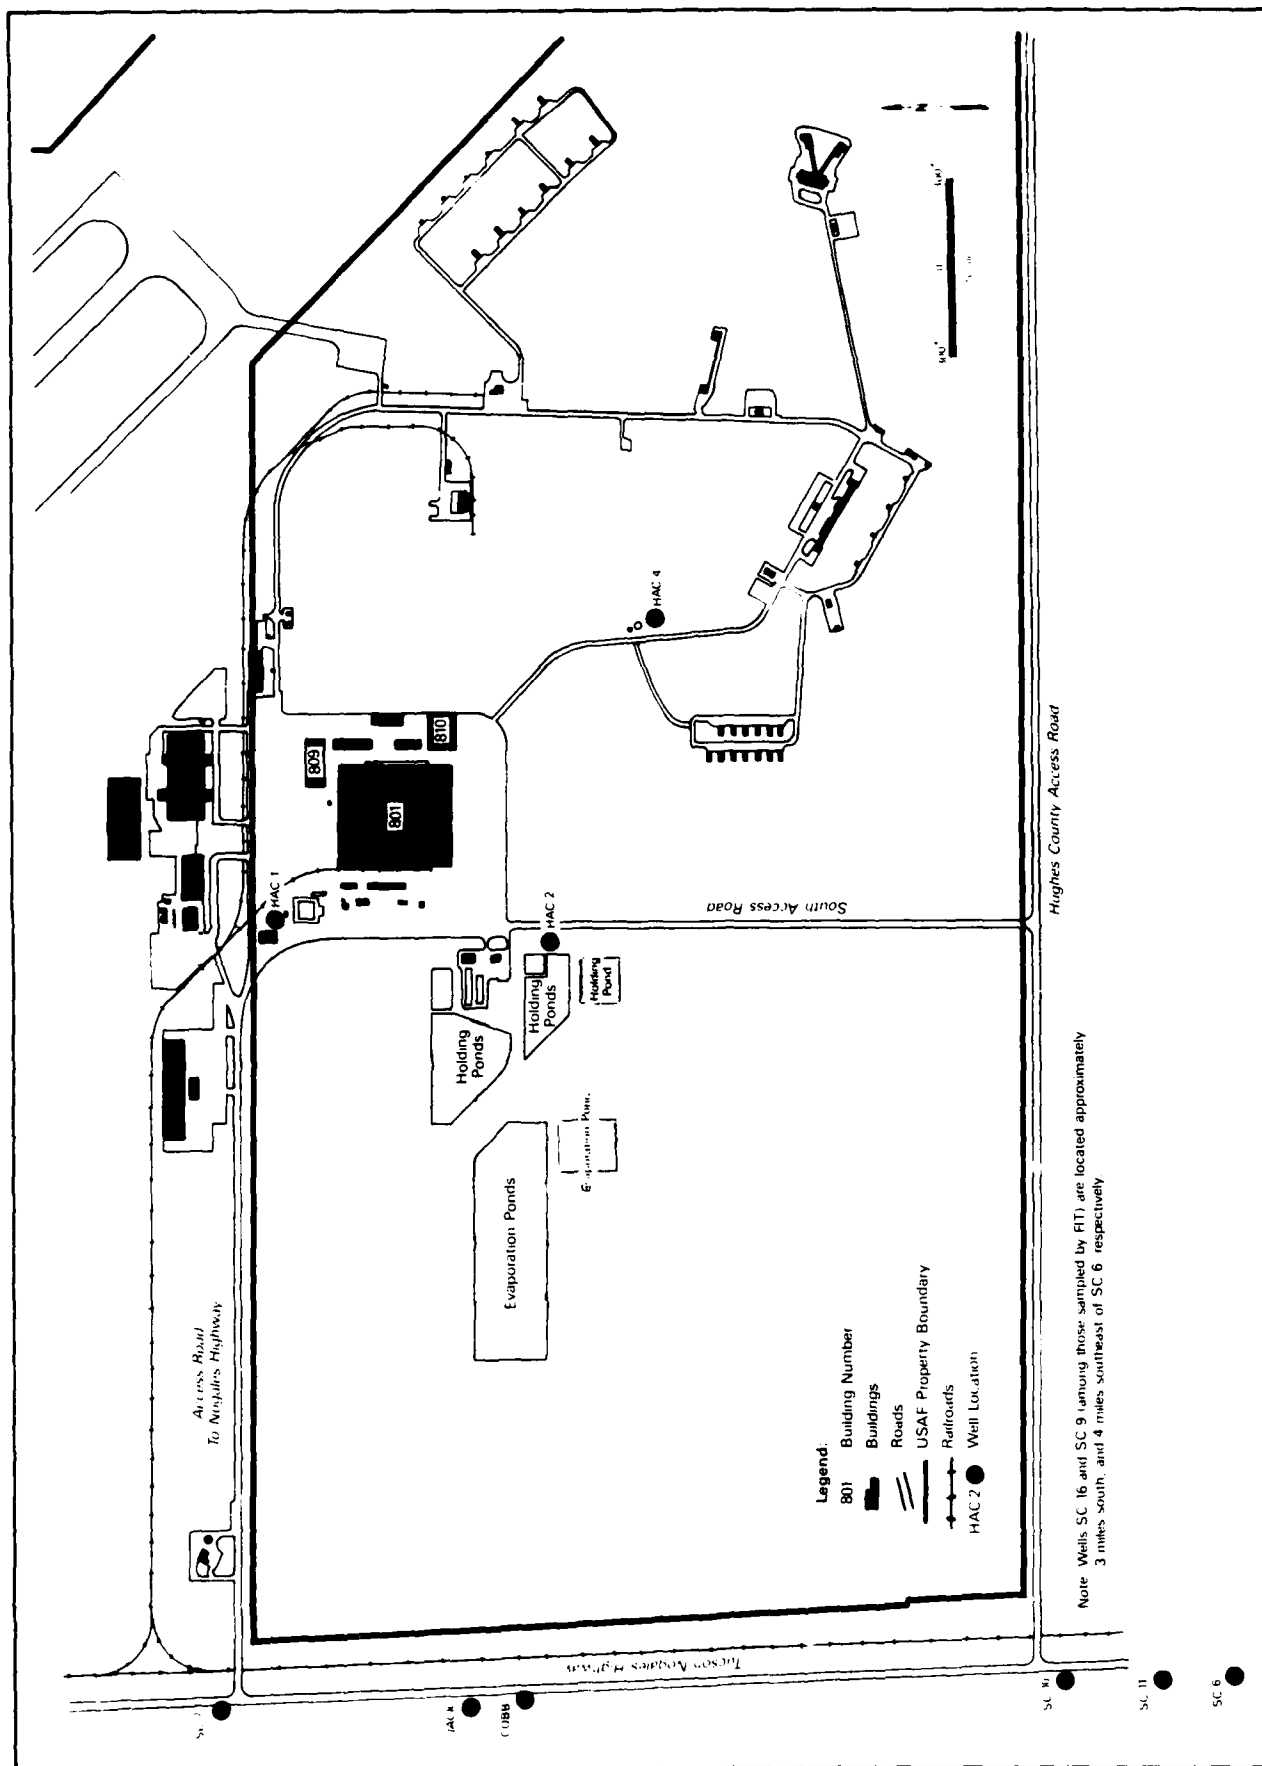 Access Road
To Nogales Highway
Tucson Nogales Highway
South Access Road
Hughes County Access Road
HAC 1
HAC 2
HAC 4
809
810
801
Holding
Ponds
Holding
Ponds
Holding
Pond
Evaporation Ponds
Evaporation
N
COBB
SC 11
SC 6
Legend:
801 Building Number
Buildings
Roads
USAF Property Boundary
Railroads
HAC 2 Well Location
Note Wells SC 16 and SC 9 (among those sampled by FIT) are located approximately
3 miles south, and 4 miles southeast of SC 6 respectively.